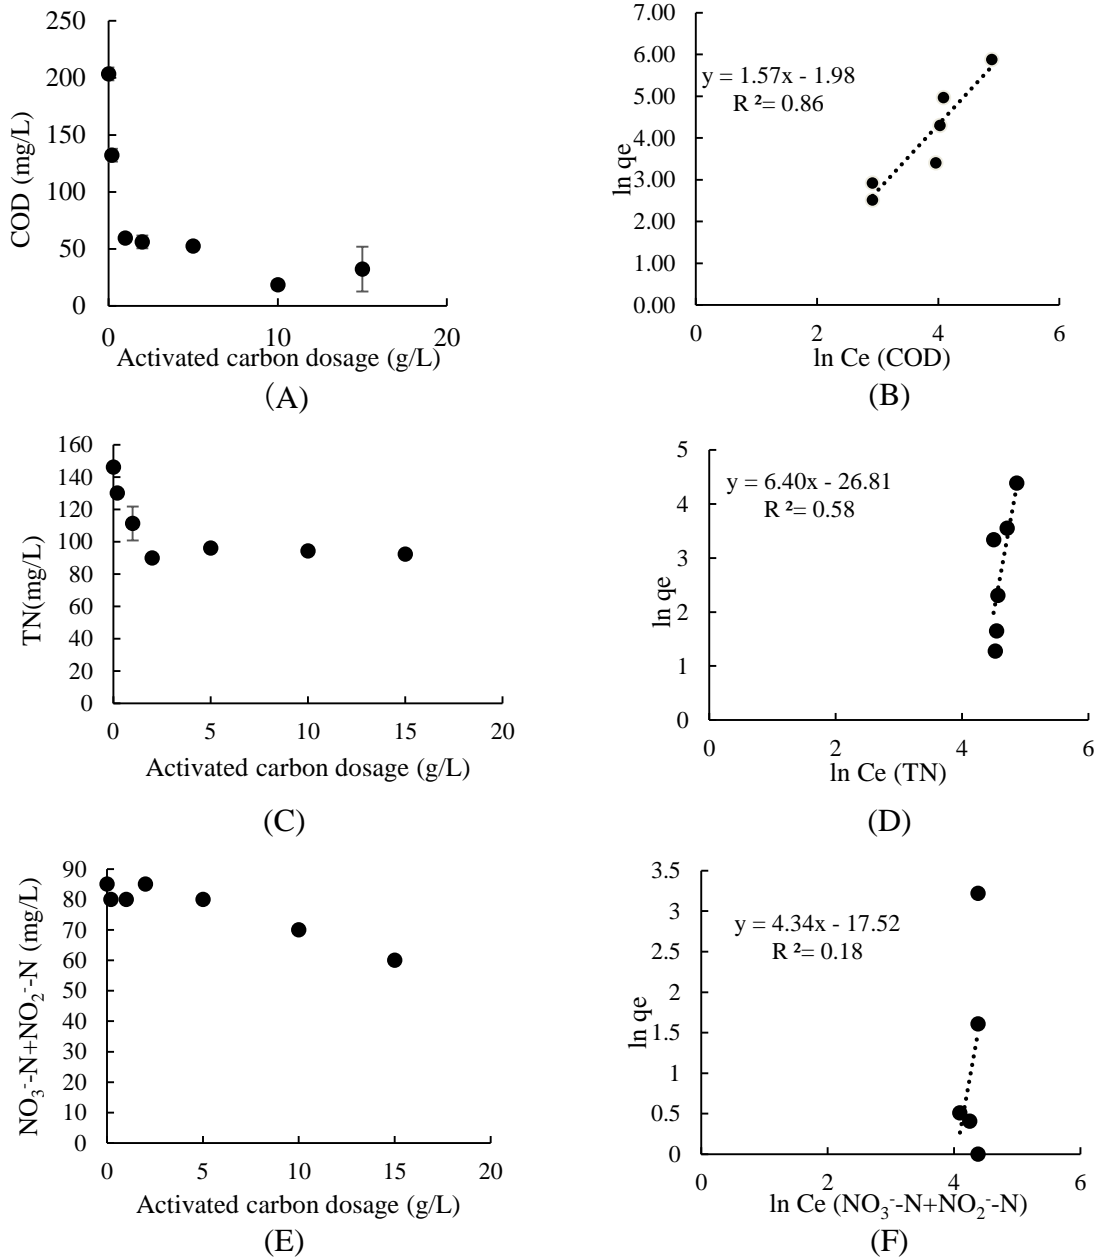 250
200
150
100
50
0
COD (mg/L)
0 10 20
Activated carbon dosage (g/L)
(A)
7.00
6.00
5.00
4.00
3.00
2.00
1.00
0.00
ln qe
y = 1.57x - 1.98
R ²= 0.86
0 2 4 6
ln Ce (COD)
(B)
160
140
120
100
80
60
40
20
0
TN(mg/L)
0 5 10 15 20
Activated carbon dosage (g/L)
(C)
5
4
3
2
1
0
ln qe
y = 6.40x - 26.81
R ²= 0.58
0 2 4 6
ln Ce (TN)
(D)
90
80
70
60
50
40
30
20
10
0
NO₃⁻-N+NO₂⁻-N (mg/L)
0 5 10 15 20
Activated carbon dosage (g/L)
(E)
3.5
3
2.5
2
1.5
1
0.5
0
ln qe
y = 4.34x - 17.52
R ²= 0.18
0 2 4 6
ln Ce (NO₃⁻-N+NO₂⁻-N)
(F)